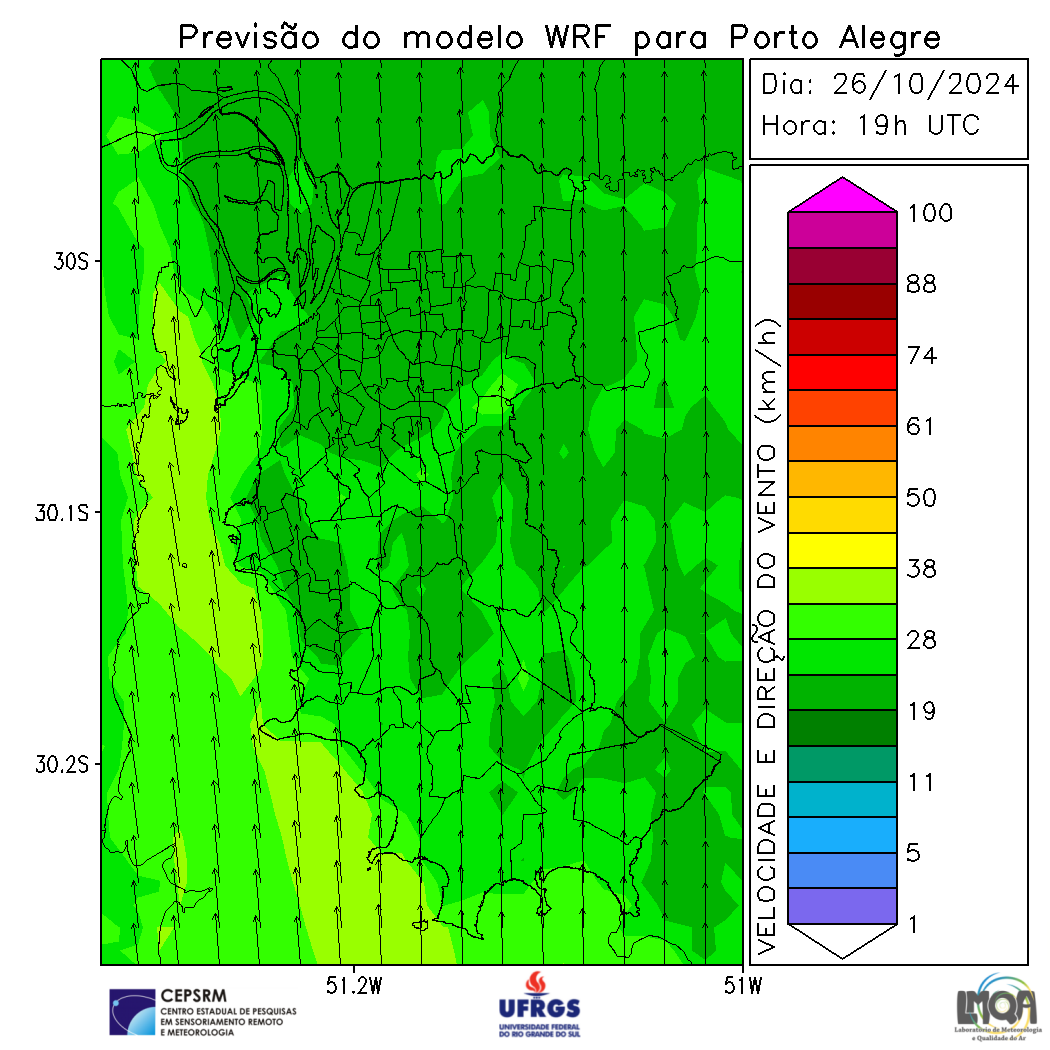 Previsão do modelo WRF para Porto Alegre
Dia: 26/10/2024
Hora: 19h UTC
30S
30.1S
30.2S
51.2W
51W
VELOCIDADE E DIREÇÃO DO VENTO (km/h)
100
88
74
61
50
38
28
19
11
5
1
CEPSRM
CENTRO ESTADUAL DE PESQUISAS
EM SENSORIAMENTO REMOTO
E METEOROLOGIA
UFRGS
UNIVERSIDADE FEDERAL
DO RIO GRANDE DO SUL
LMQA
Laboratório de Meteorologia
e Qualidade do Ar